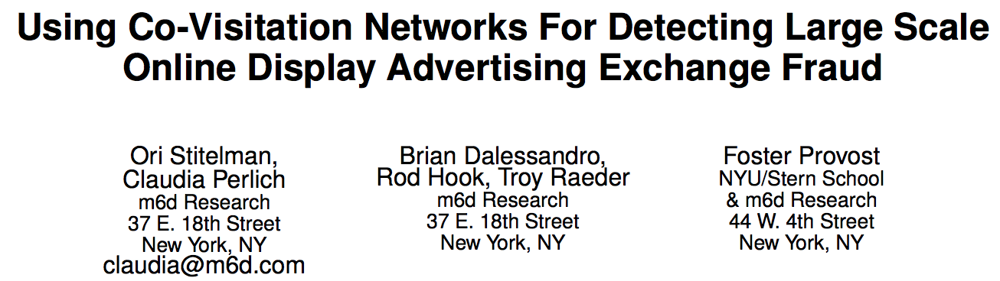 Using Co-Visitation Networks For Detecting Large Scale
Online Display Advertising Exchange Fraud
Ori Stitelman,
Claudia Perlich
m6d Research
37 E. 18th Street
New York, NY
claudia@m6d.com
Brian Dalessandro,
Rod Hook, Troy Raeder
m6d Research
37 E. 18th Street
New York, NY
Foster Provost
NYU/Stern School
& m6d Research
44 W. 4th Street
New York, NY